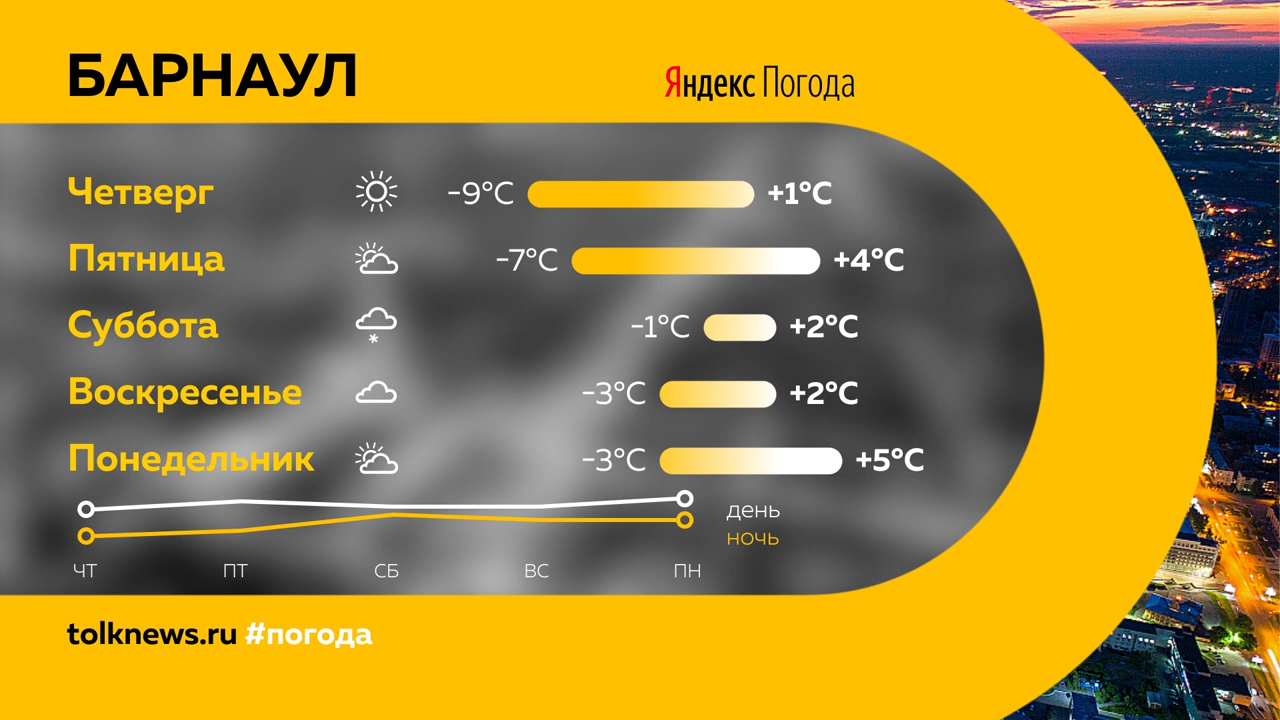 БАРНАУЛ
Яндекс Погода
Четверг -9°C +1°C
Пятница -7°C +4°C
Суббота -1°C +2°C
Воскресенье -3°C +2°C
Понедельник -3°C +5°C
день
ночь
ЧТ ПТ СБ ВС ПН
tolknews.ru #погода